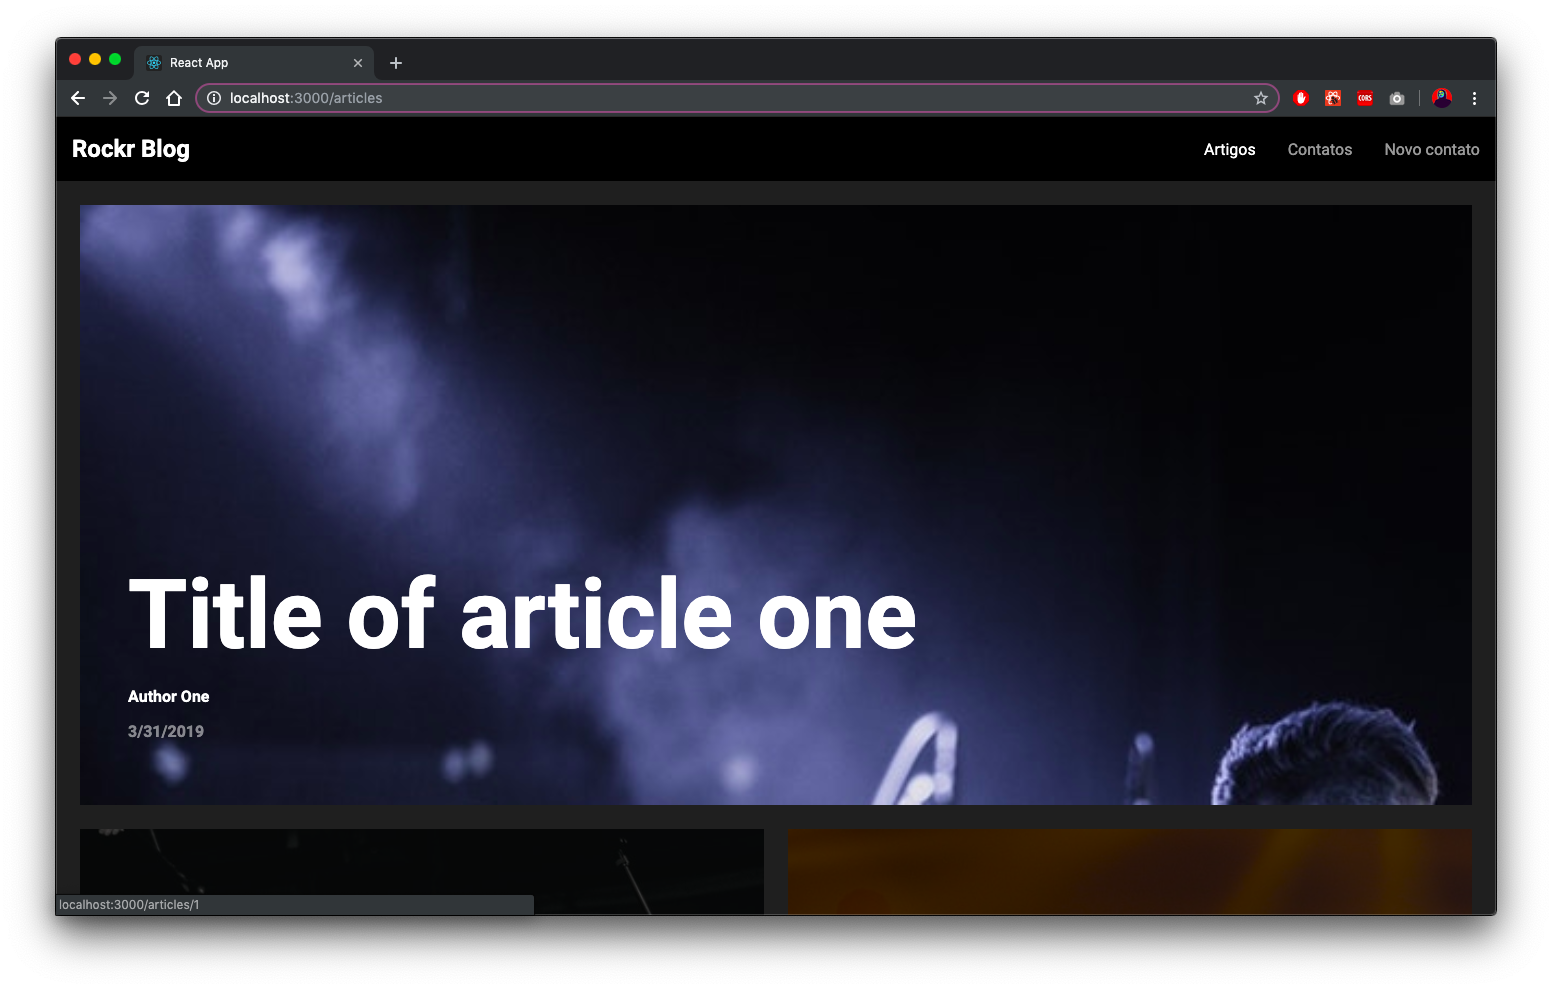 React App
localhost:3000/articles
CORS
Rockr Blog
Artigos Contatos Novo contato
Title of article one
Author One
3/31/2019
localhost:3000/articles/1